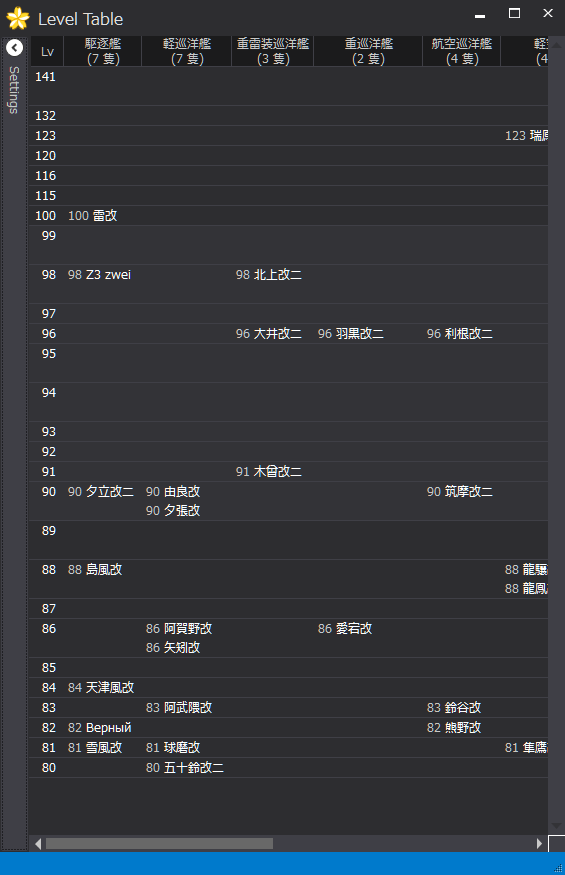 Level Table
Settings
Lv 駆逐艦 軽巡洋艦 重雷装巡洋艦 重巡洋艦 航空巡洋艦 軽
(7 隻) (7 隻) (3 隻) (2 隻) (4 隻) (4
141
132
123 123 瑞鳳
120
116
115
100 100 雷改
99
98 98 Z3 zwei 98 北上改二
97
96 96 大井改二 96 羽黒改二 96 利根改二
95
94
93
92
91 91 木曾改二
90 90 夕立改二 90 由良改 90 筑摩改二
90 夕張改
89
88 88 島風改 88 龍驤
88 龍鳳
87
86 86 阿賀野改 86 愛宕改
86 矢矧改
85
84 84 天津風改
83 83 阿武隈改 83 鈴谷改
82 82 Верный 82 熊野改
81 81 雪風改 81 球磨改 81 隼鷹
80 80 五十鈴改二